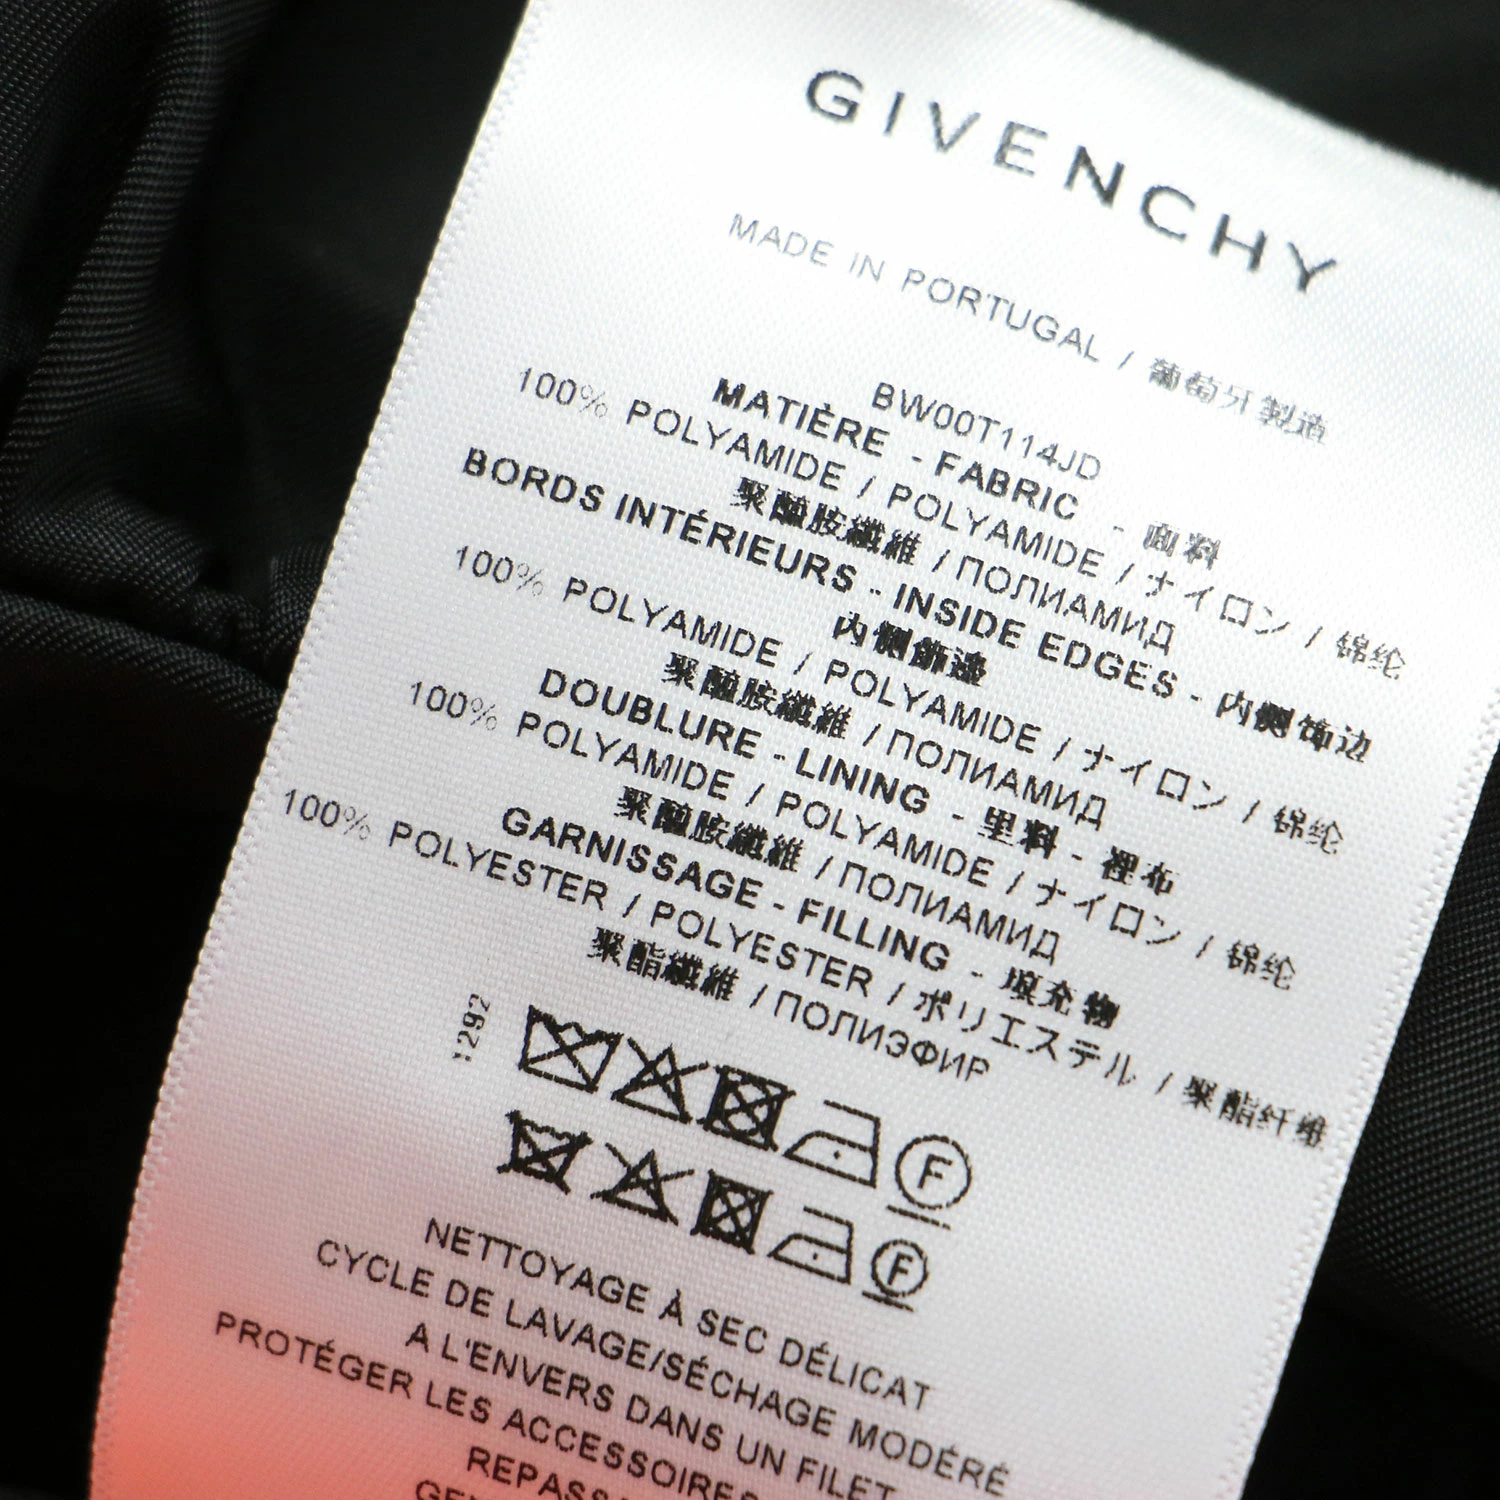 GIVENCHY
MADE IN PORTUGAL / 葡萄牙製造
BW00T114JD
MATIÈRE - FABRIC - 面料
100% POLYAMIDE / POLYAMIDE / ナイロン / 锦纶
聚醯胺纖維 / ПОЛИАМИД
BORDS INTÉRIEURS - INSIDE EDGES - 内侧饰边
内側飾邊
100% POLYAMIDE / POLYAMIDE / ナイロン / 锦纶
聚醯胺纖維 / ПОЛИАМИД
DOUBLURE - LINING - 里料 - 裡布
100% POLYAMIDE / POLYAMIDE / ナイロン / 锦纶
聚醯胺纖維 / ПОЛИАМИД
GARNISSAGE - FILLING - 填充物
100% POLYESTER / POLYESTER / ポリエステル / 聚酯纤维
聚酯纖維 / ПОЛИЭФИР
1292
F
F
NETTOYAGE À SEC DÉLICAT
CYCLE DE LAVAGE/SÉCHAGE MODÉRÉ
A L'ENVERS DANS UN FILET
PROTÉGER LES ACCESSOIRES